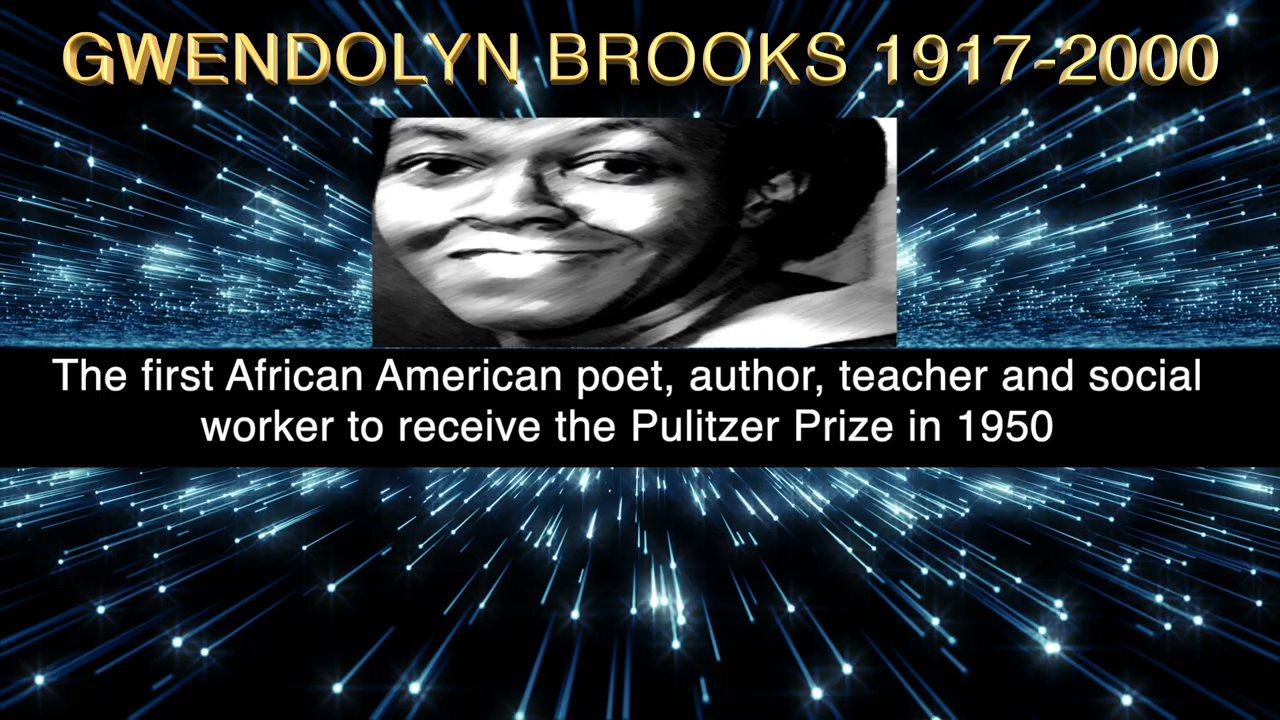 GWENDOLYN BROOKS 1917-2000
The first African American poet, author, teacher and social
worker to receive the Pulitzer Prize in 1950